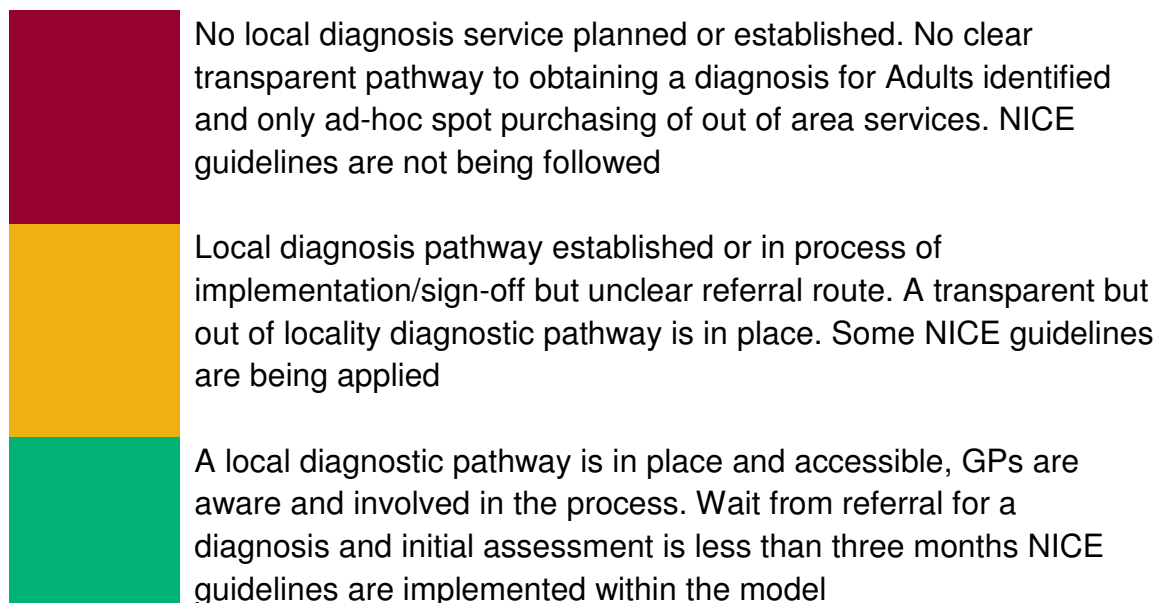 No local diagnosis service planned or established. No clear
transparent pathway to obtaining a diagnosis for Adults identified
and only ad-hoc spot purchasing of out of area services. NICE
guidelines are not being followed
Local diagnosis pathway established or in process of
implementation/sign-off but unclear referral route. A transparent but
out of locality diagnostic pathway is in place. Some NICE guidelines
are being applied
A local diagnostic pathway is in place and accessible, GPs are
aware and involved in the process. Wait from referral for a
diagnosis and initial assessment is less than three months NICE
guidelines are implemented within the model